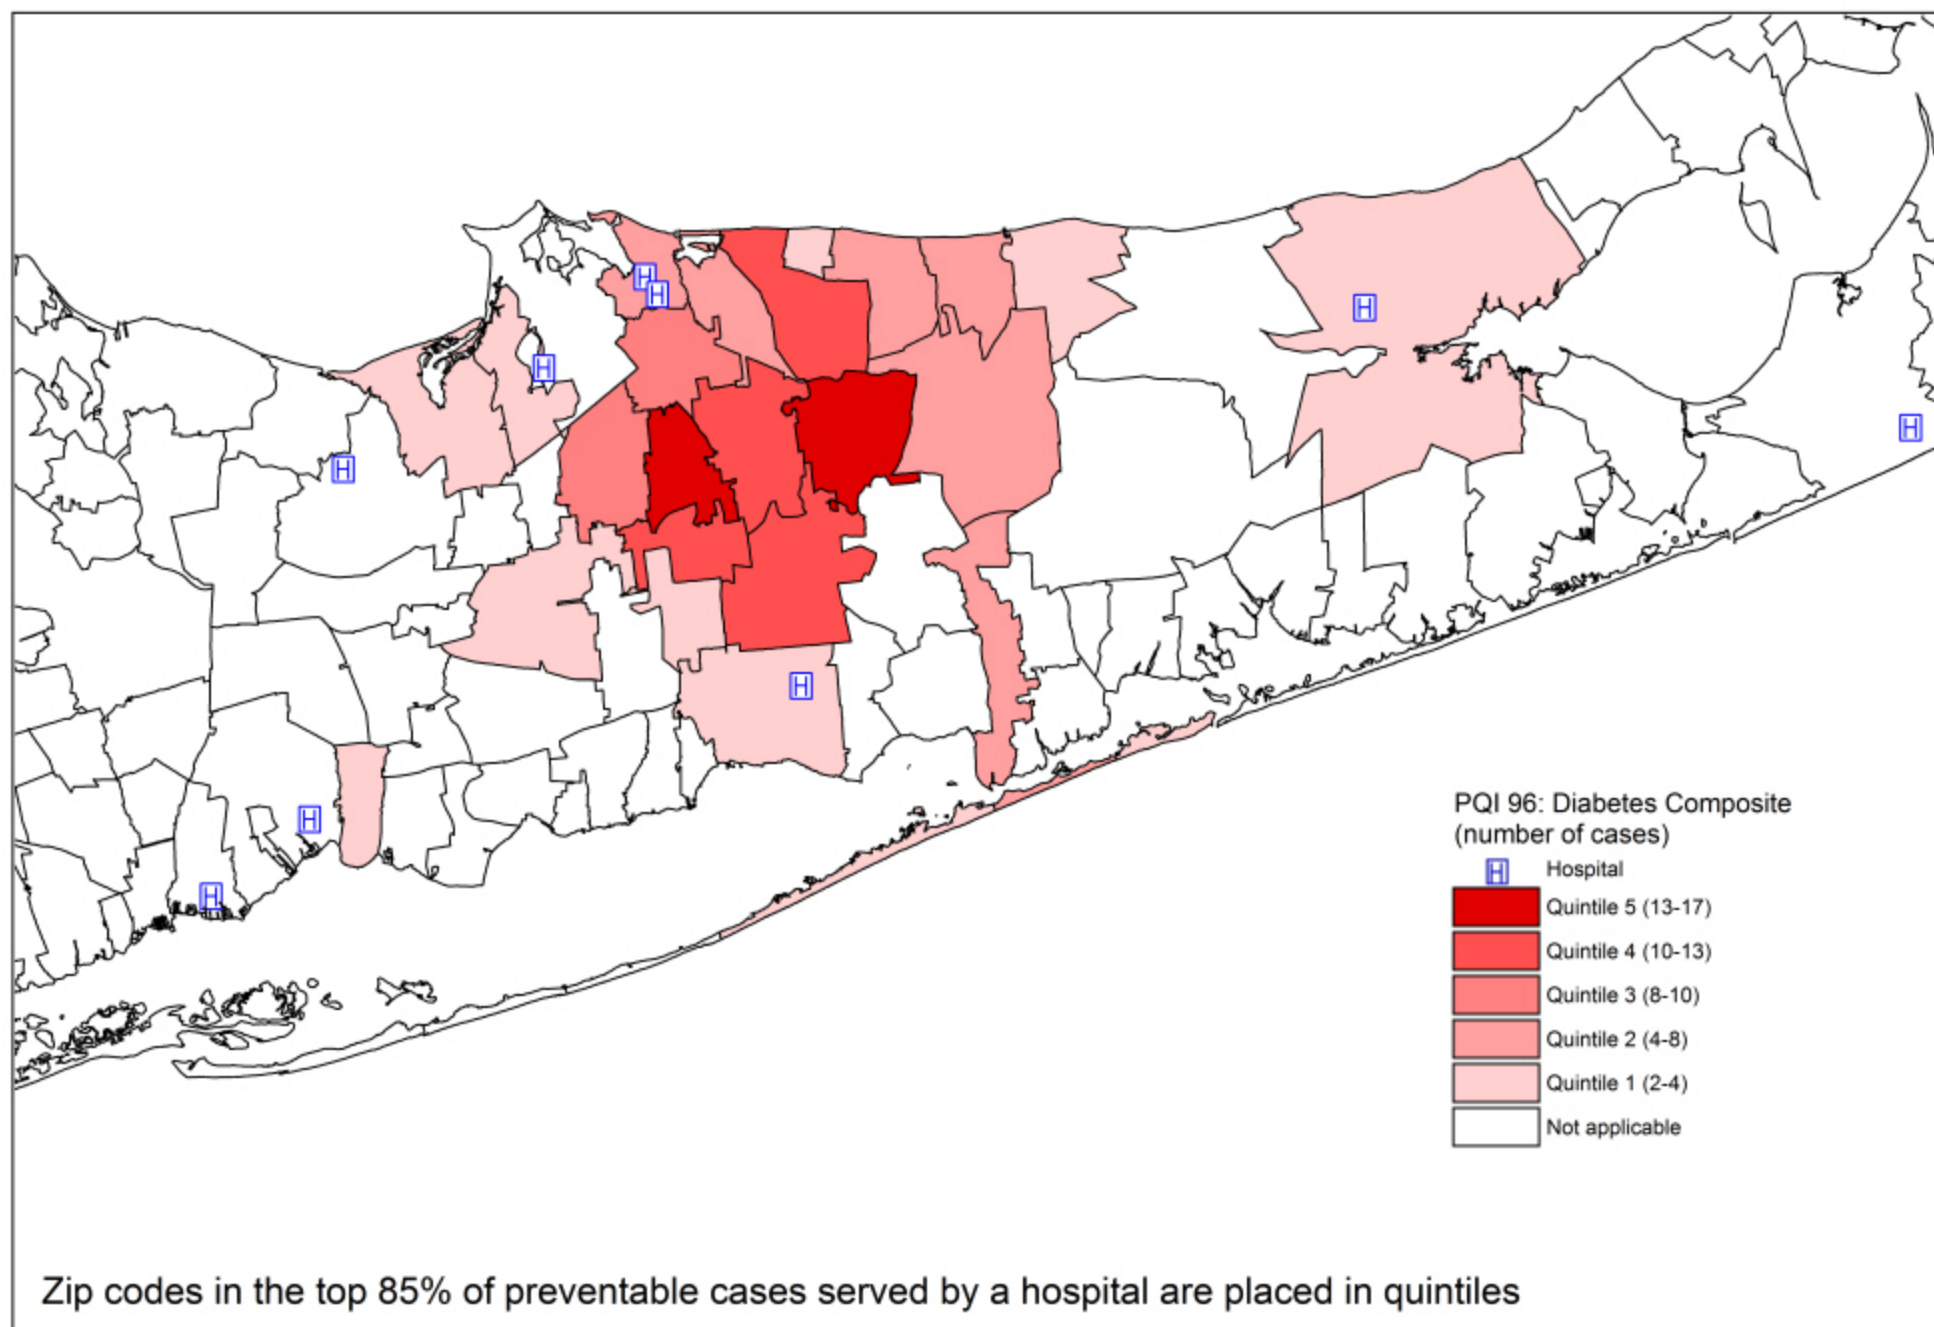 H
H
H
H
H
H
H
H
H
PQI 96: Diabetes Composite
(number of cases)
H Hospital
Quintile 5 (13-17)
Quintile 4 (10-13)
Quintile 3 (8-10)
Quintile 2 (4-8)
Quintile 1 (2-4)
Not applicable
Zip codes in the top 85% of preventable cases served by a hospital are placed in quintiles